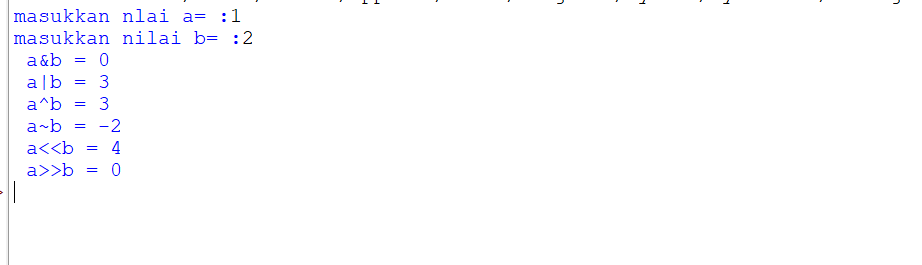 masukkan nlai a= :1
masukkan nilai b= :2
a&b = 0
a|b = 3
a^b = 3
a~b = -2
a<<b = 4
a>>b = 0